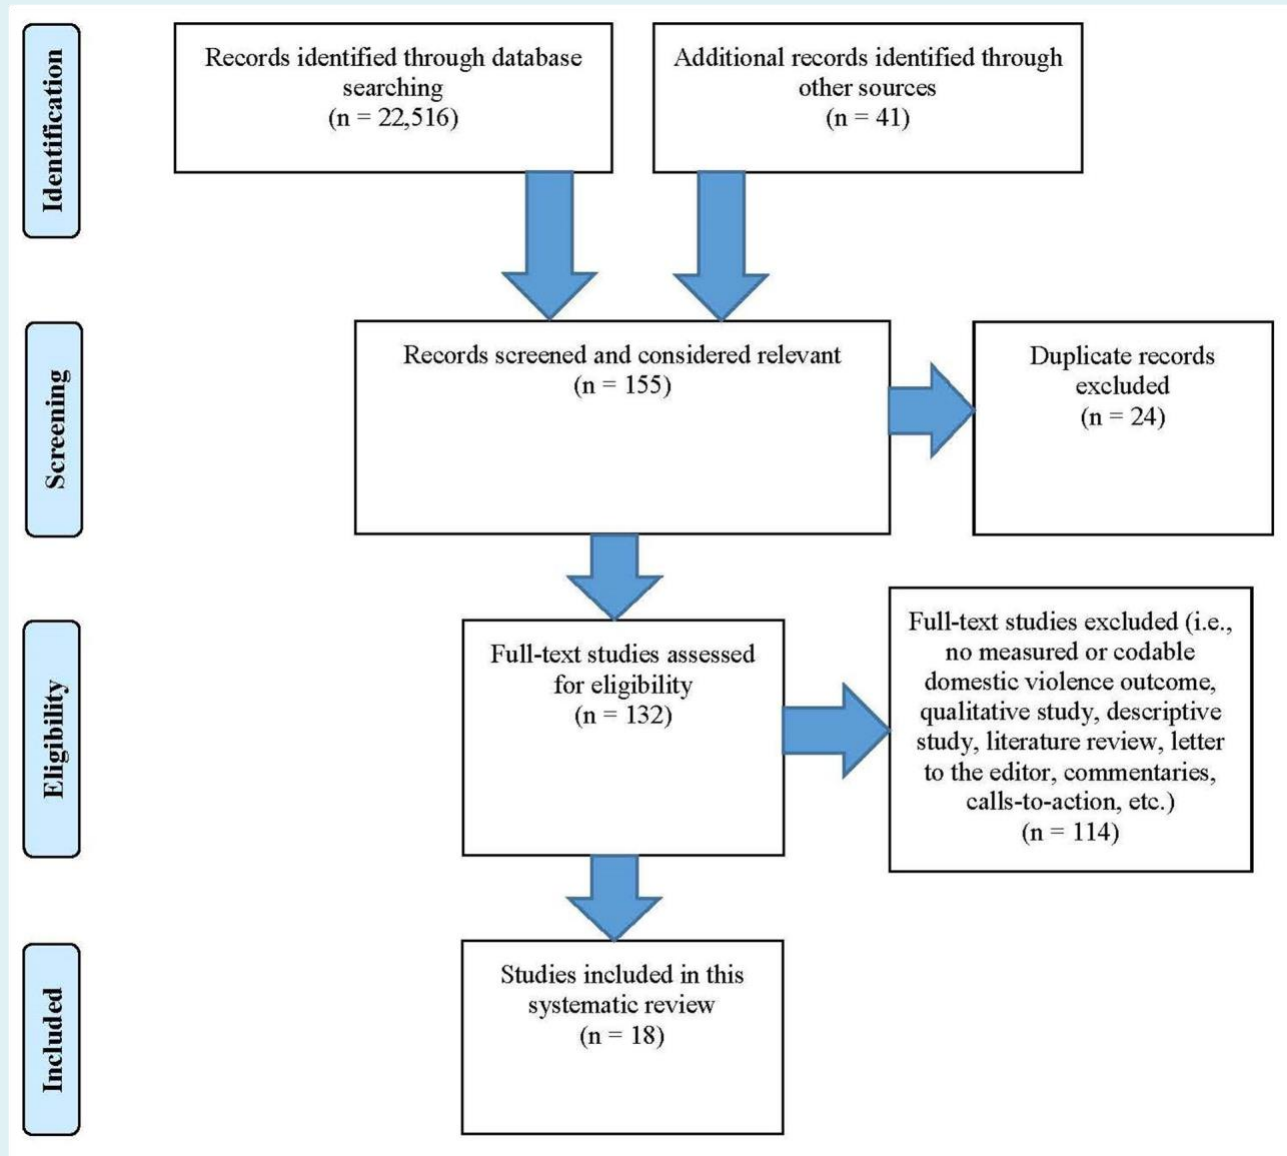 Identification
Records identified through database
searching
(n = 22,516)
Additional records identified through
other sources
(n = 41)
Screening
Records screened and considered relevant
(n = 155)
Duplicate records
excluded
(n = 24)
Eligibility
Full-text studies assessed
for eligibility
(n = 132)
Full-text studies excluded (i.e.,
no measured or codable
domestic violence outcome,
qualitative study, descriptive
study, literature review, letter
to the editor, commentaries,
calls-to-action, etc.)
(n = 114)
Included
Studies included in this
systematic review
(n = 18)